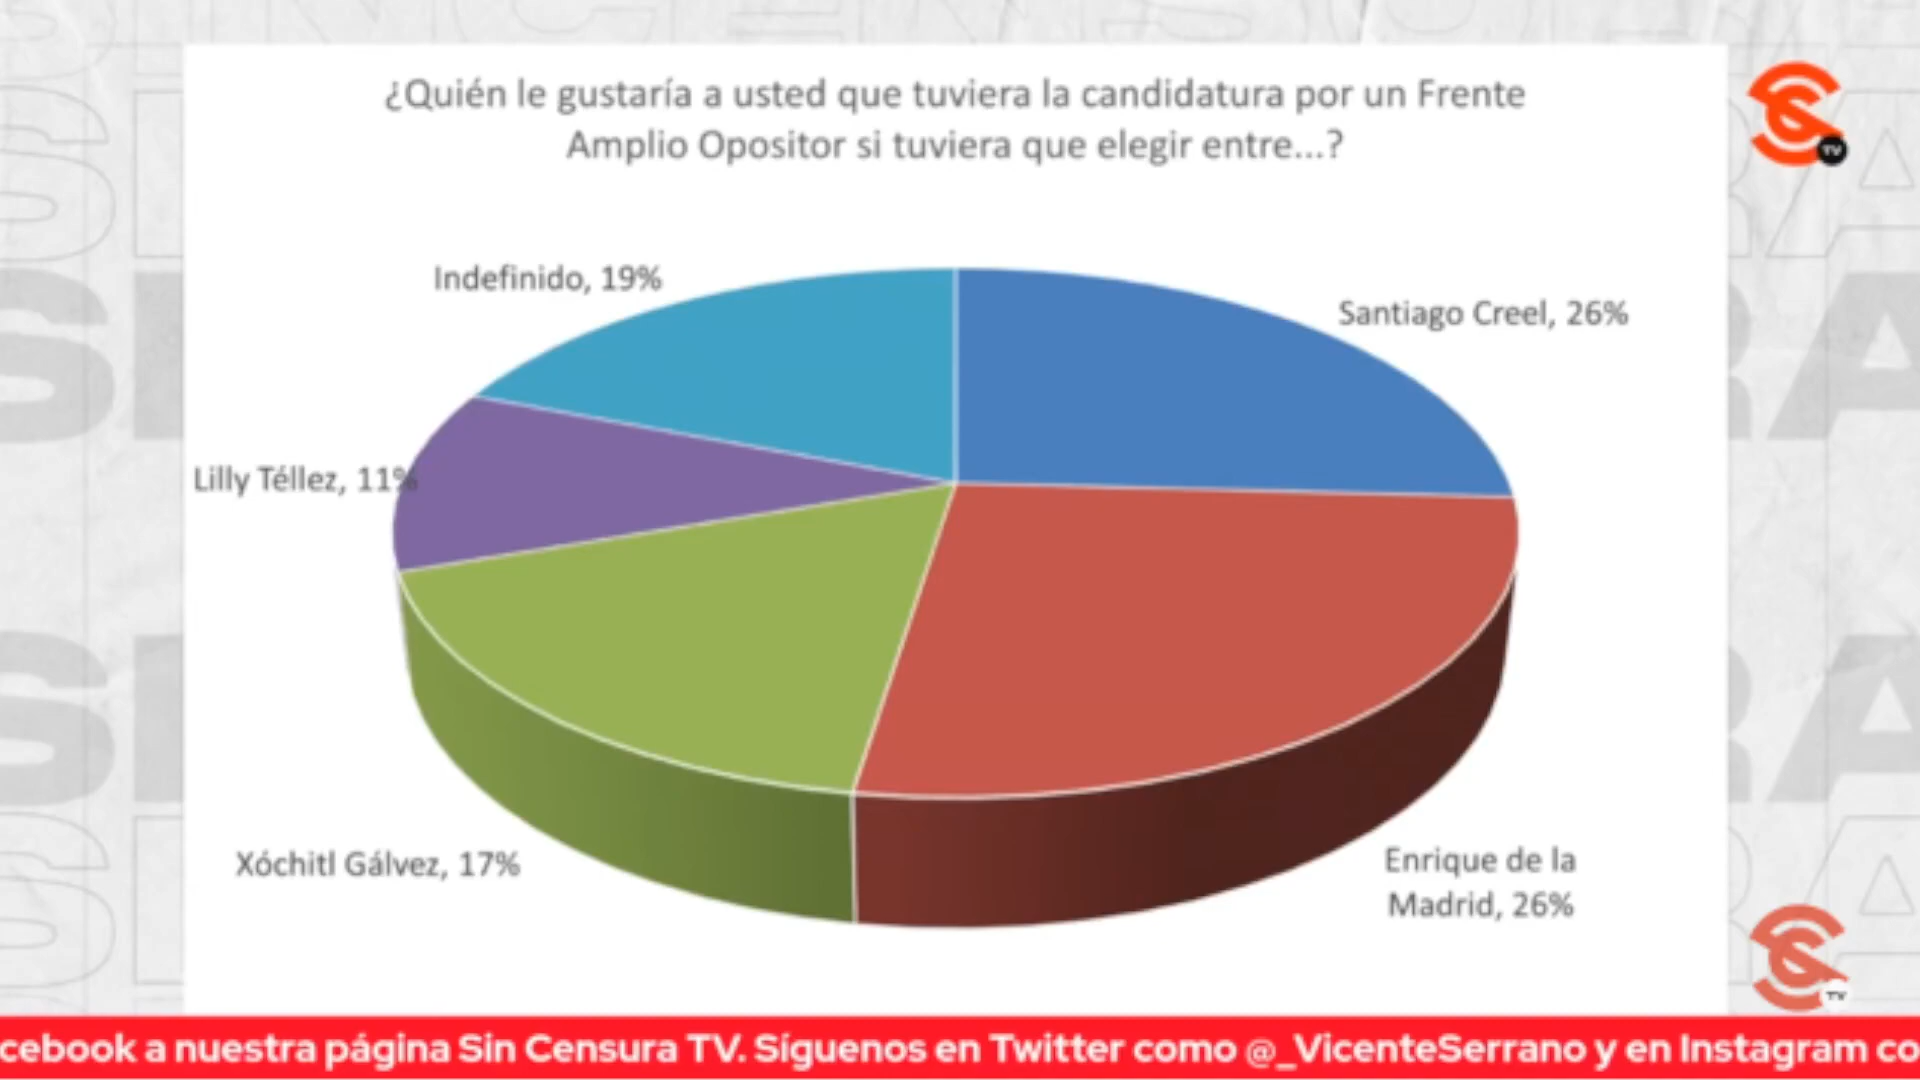 ¿Quién le gustaría a usted que tuviera la candidatura por un Frente
Amplio Opositor si tuviera que elegir entre...?
Indefinido, 19%
Santiago Creel, 26%
Lilly Téllez, 11%
Xóchitl Gálvez, 17%
Enrique de la
Madrid, 26%
TV
TV
cebook a nuestra página Sin Censura TV. Síguenos en Twitter como @_VicenteSerrano y en Instagram co